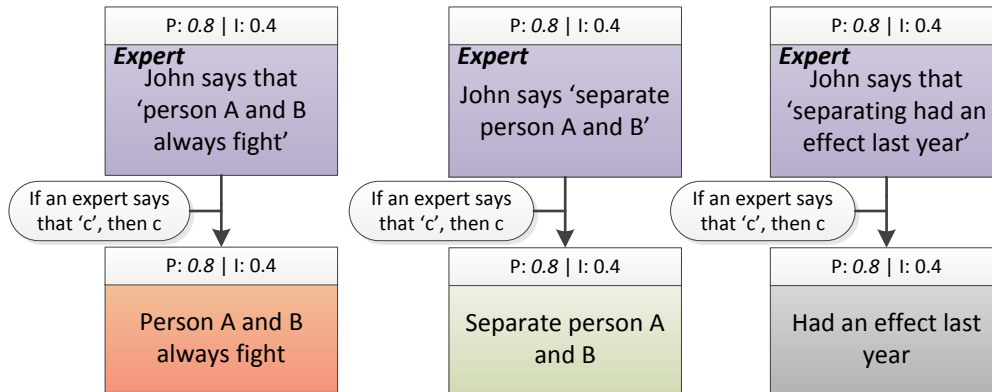 P: 0.8 | I: 0.4
Expert
John says that
‘person A and B
always fight’
If an expert says
that ‘c’, then c
P: 0.8 | I: 0.4
Person A and B
always fight
P: 0.8 | I: 0.4
Expert
John says ‘separate
person A and B’
If an expert says
that ‘c’, then c
P: 0.8 | I: 0.4
Separate person A
and B
P: 0.8 | I: 0.4
Expert
John says that
‘separating had an
effect last year’
If an expert says
that ‘c’, then c
P: 0.8 | I: 0.4
Had an effect last
year